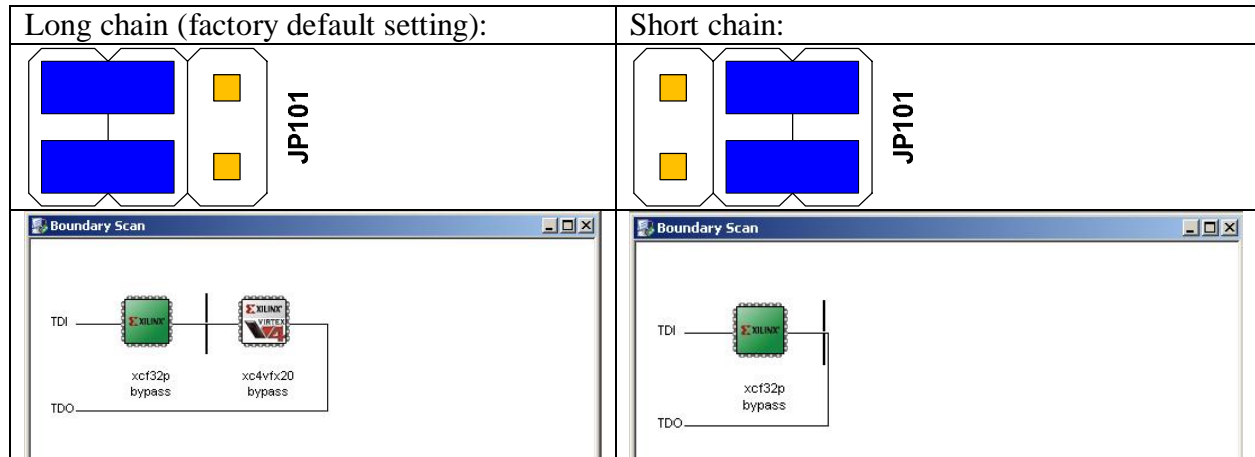 Long chain (factory default setting):
Short chain:
JP101
JP101
Boundary Scan
TDI
XILINX
XILINX
VIRTEX
4
xcf32p
bypass
xc4vfx20
bypass
TDO
Boundary Scan
TDI
XILINX
xcf32p
bypass
TDO